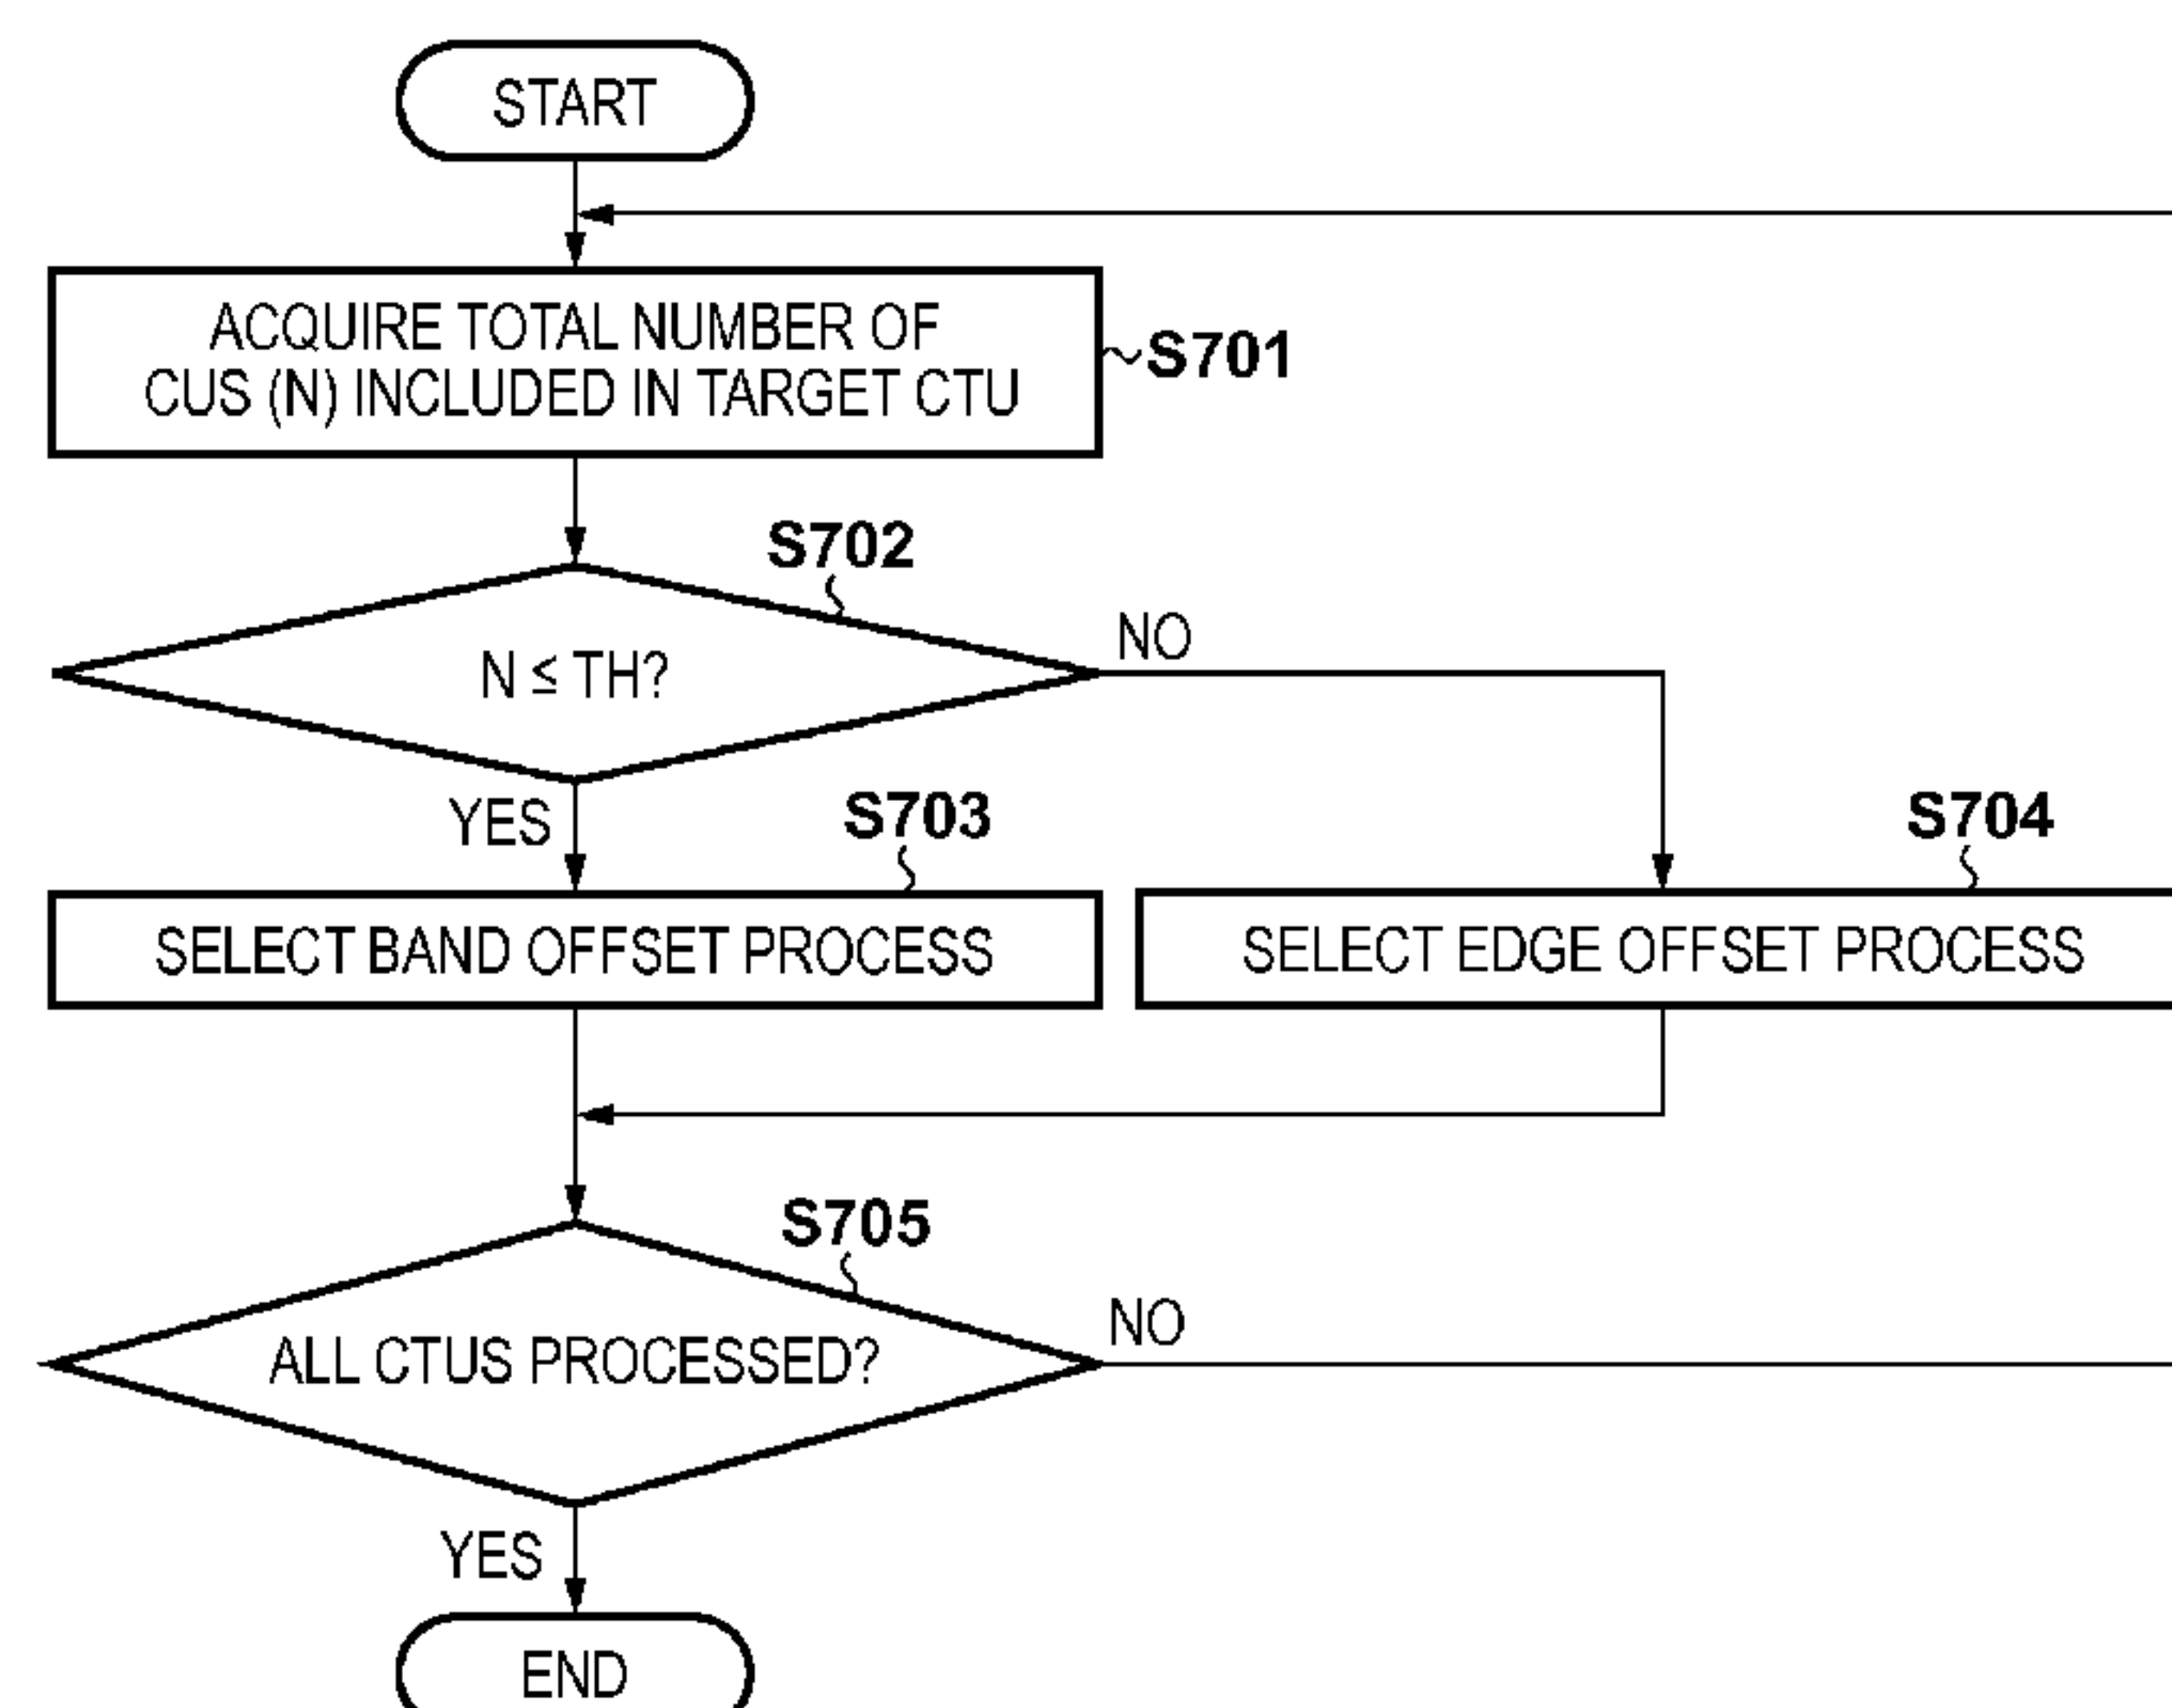 START
ACQUIRE TOTAL NUMBER OF
CUS (N) INCLUDED IN TARGET CTU
S701
S702
N ≤ TH?
NO
YES
S703
S704
SELECT BAND OFFSET PROCESS
SELECT EDGE OFFSET PROCESS
S705
ALL CTUS PROCESSED?
NO
YES
END